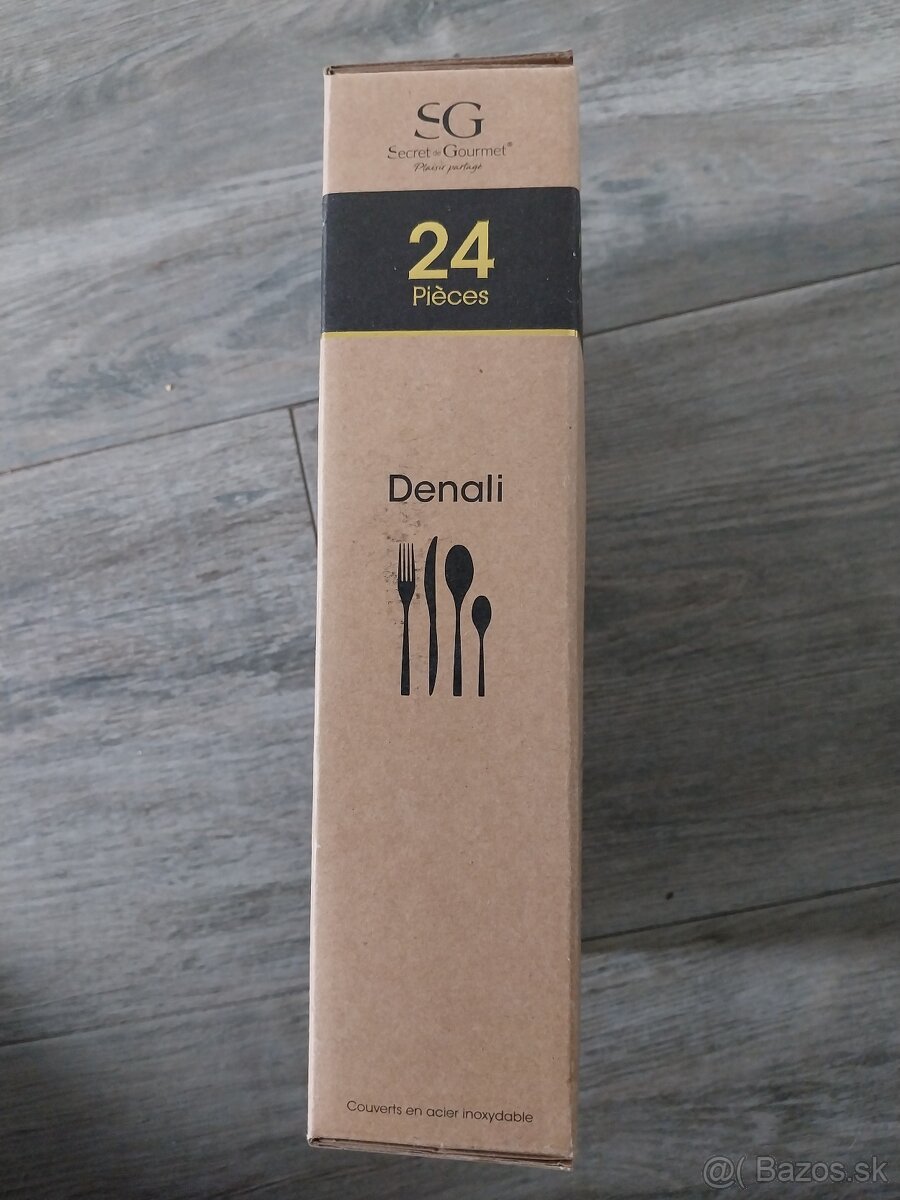 SG
Secret de Gourmet®
Plaisir partagé
24
Pièces
Denali
Couverts en acier inoxydable
@( Bazos.sk